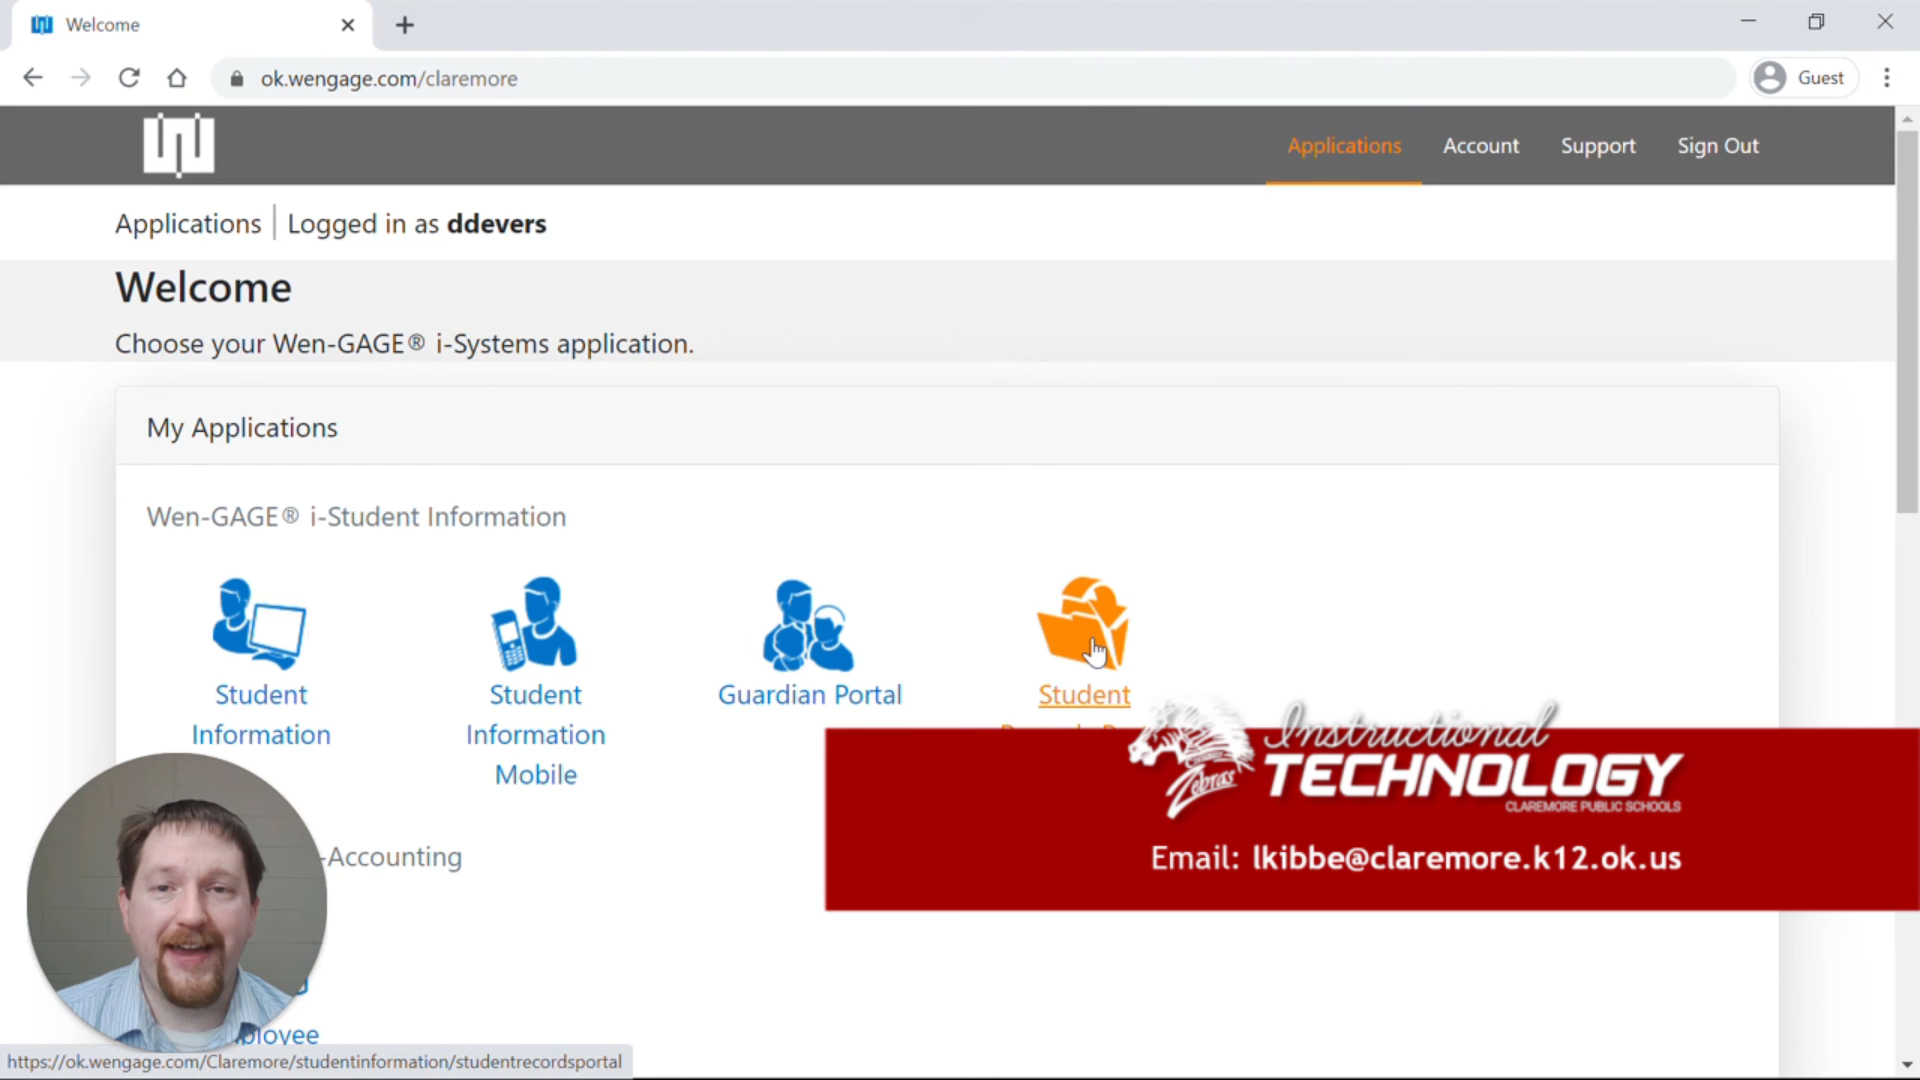 Welcome
ok.wengage.com/claremore
Guest
Applications
Account
Support
Sign Out
Applications
Logged in as ddevers
Welcome
Choose your Wen-GAGE® i-Systems application.
My Applications
Wen-GAGE® i-Student Information
Student
Information
Student
Information
Mobile
Guardian Portal
Student
Zebras
Instructional
TECHNOLOGY
CLAREMORE PUBLIC SCHOOLS
Email: lkibbe@claremore.k12.ok.us
-Accounting
ployee
https://ok.wengage.com/Claremore/studentinformation/studentrecordsportal